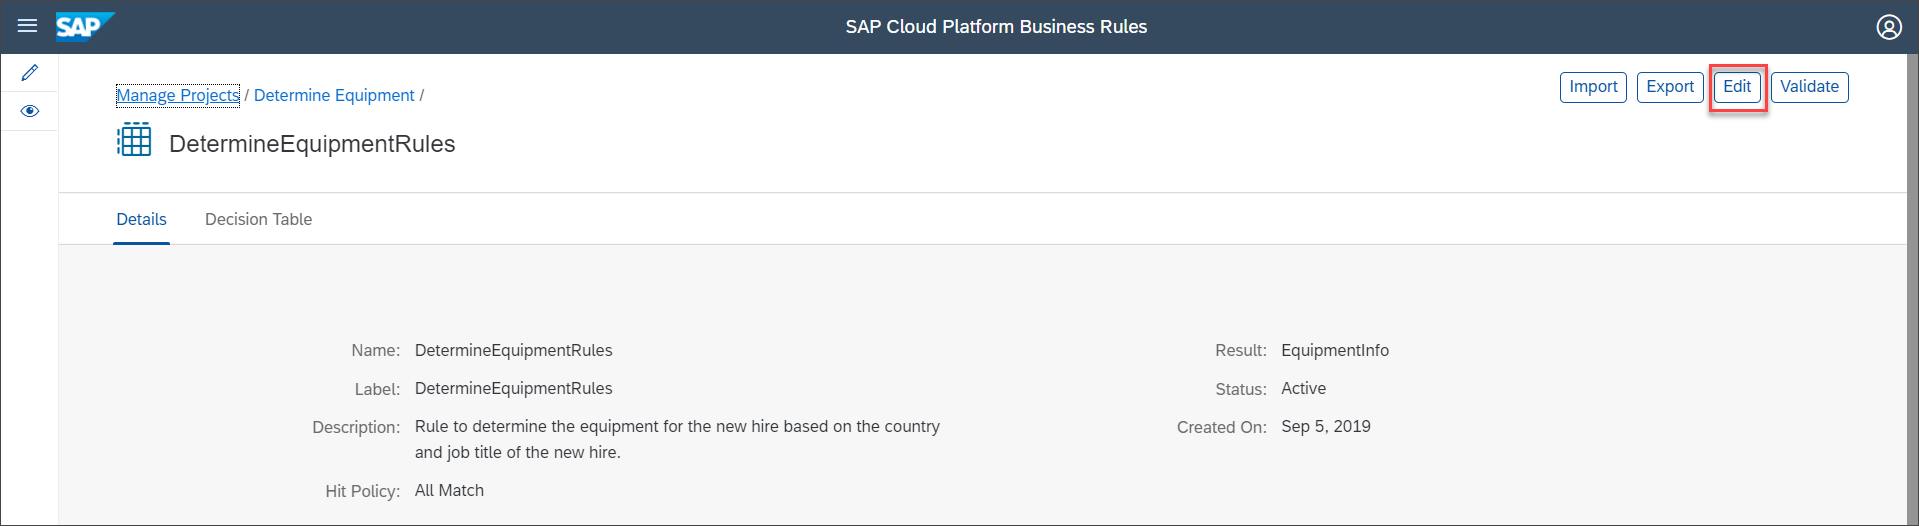 SAP
SAP Cloud Platform Business Rules
Manage Projects / Determine Equipment /
Import Export Edit Validate
DetermineEquipmentRules
Details Decision Table
Name: DetermineEquipmentRules
Label: DetermineEquipmentRules
Description: Rule to determine the equipment for the new hire based on the country
and job title of the new hire.
Hit Policy: All Match
Result: EquipmentInfo
Status: Active
Created On: Sep 5, 2019